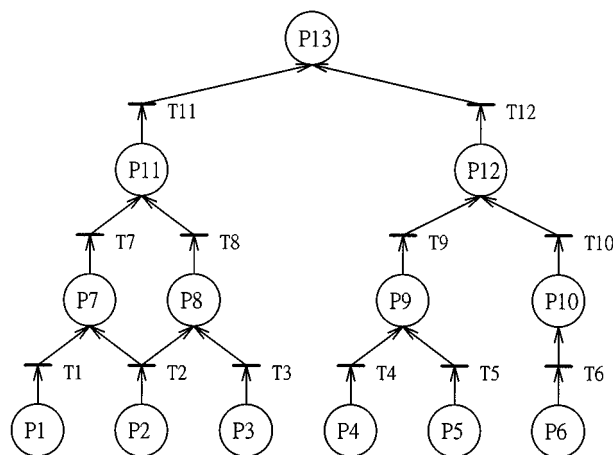 P13
T11 T12
P11 P12
T7 T8 T9 T10
P7 P8 P9 P10
T1 T2 T3 T4 T5 T6
P1 P2 P3 P4 P5 P6